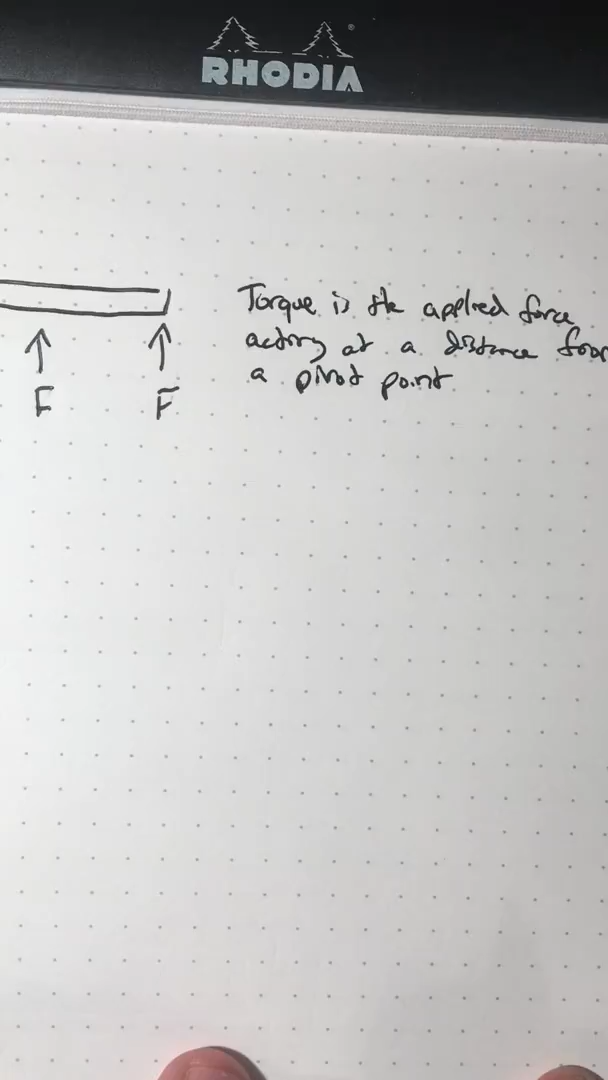 RHODIA
Torque is the applied force
acting at a distance from
a pivot point
F F